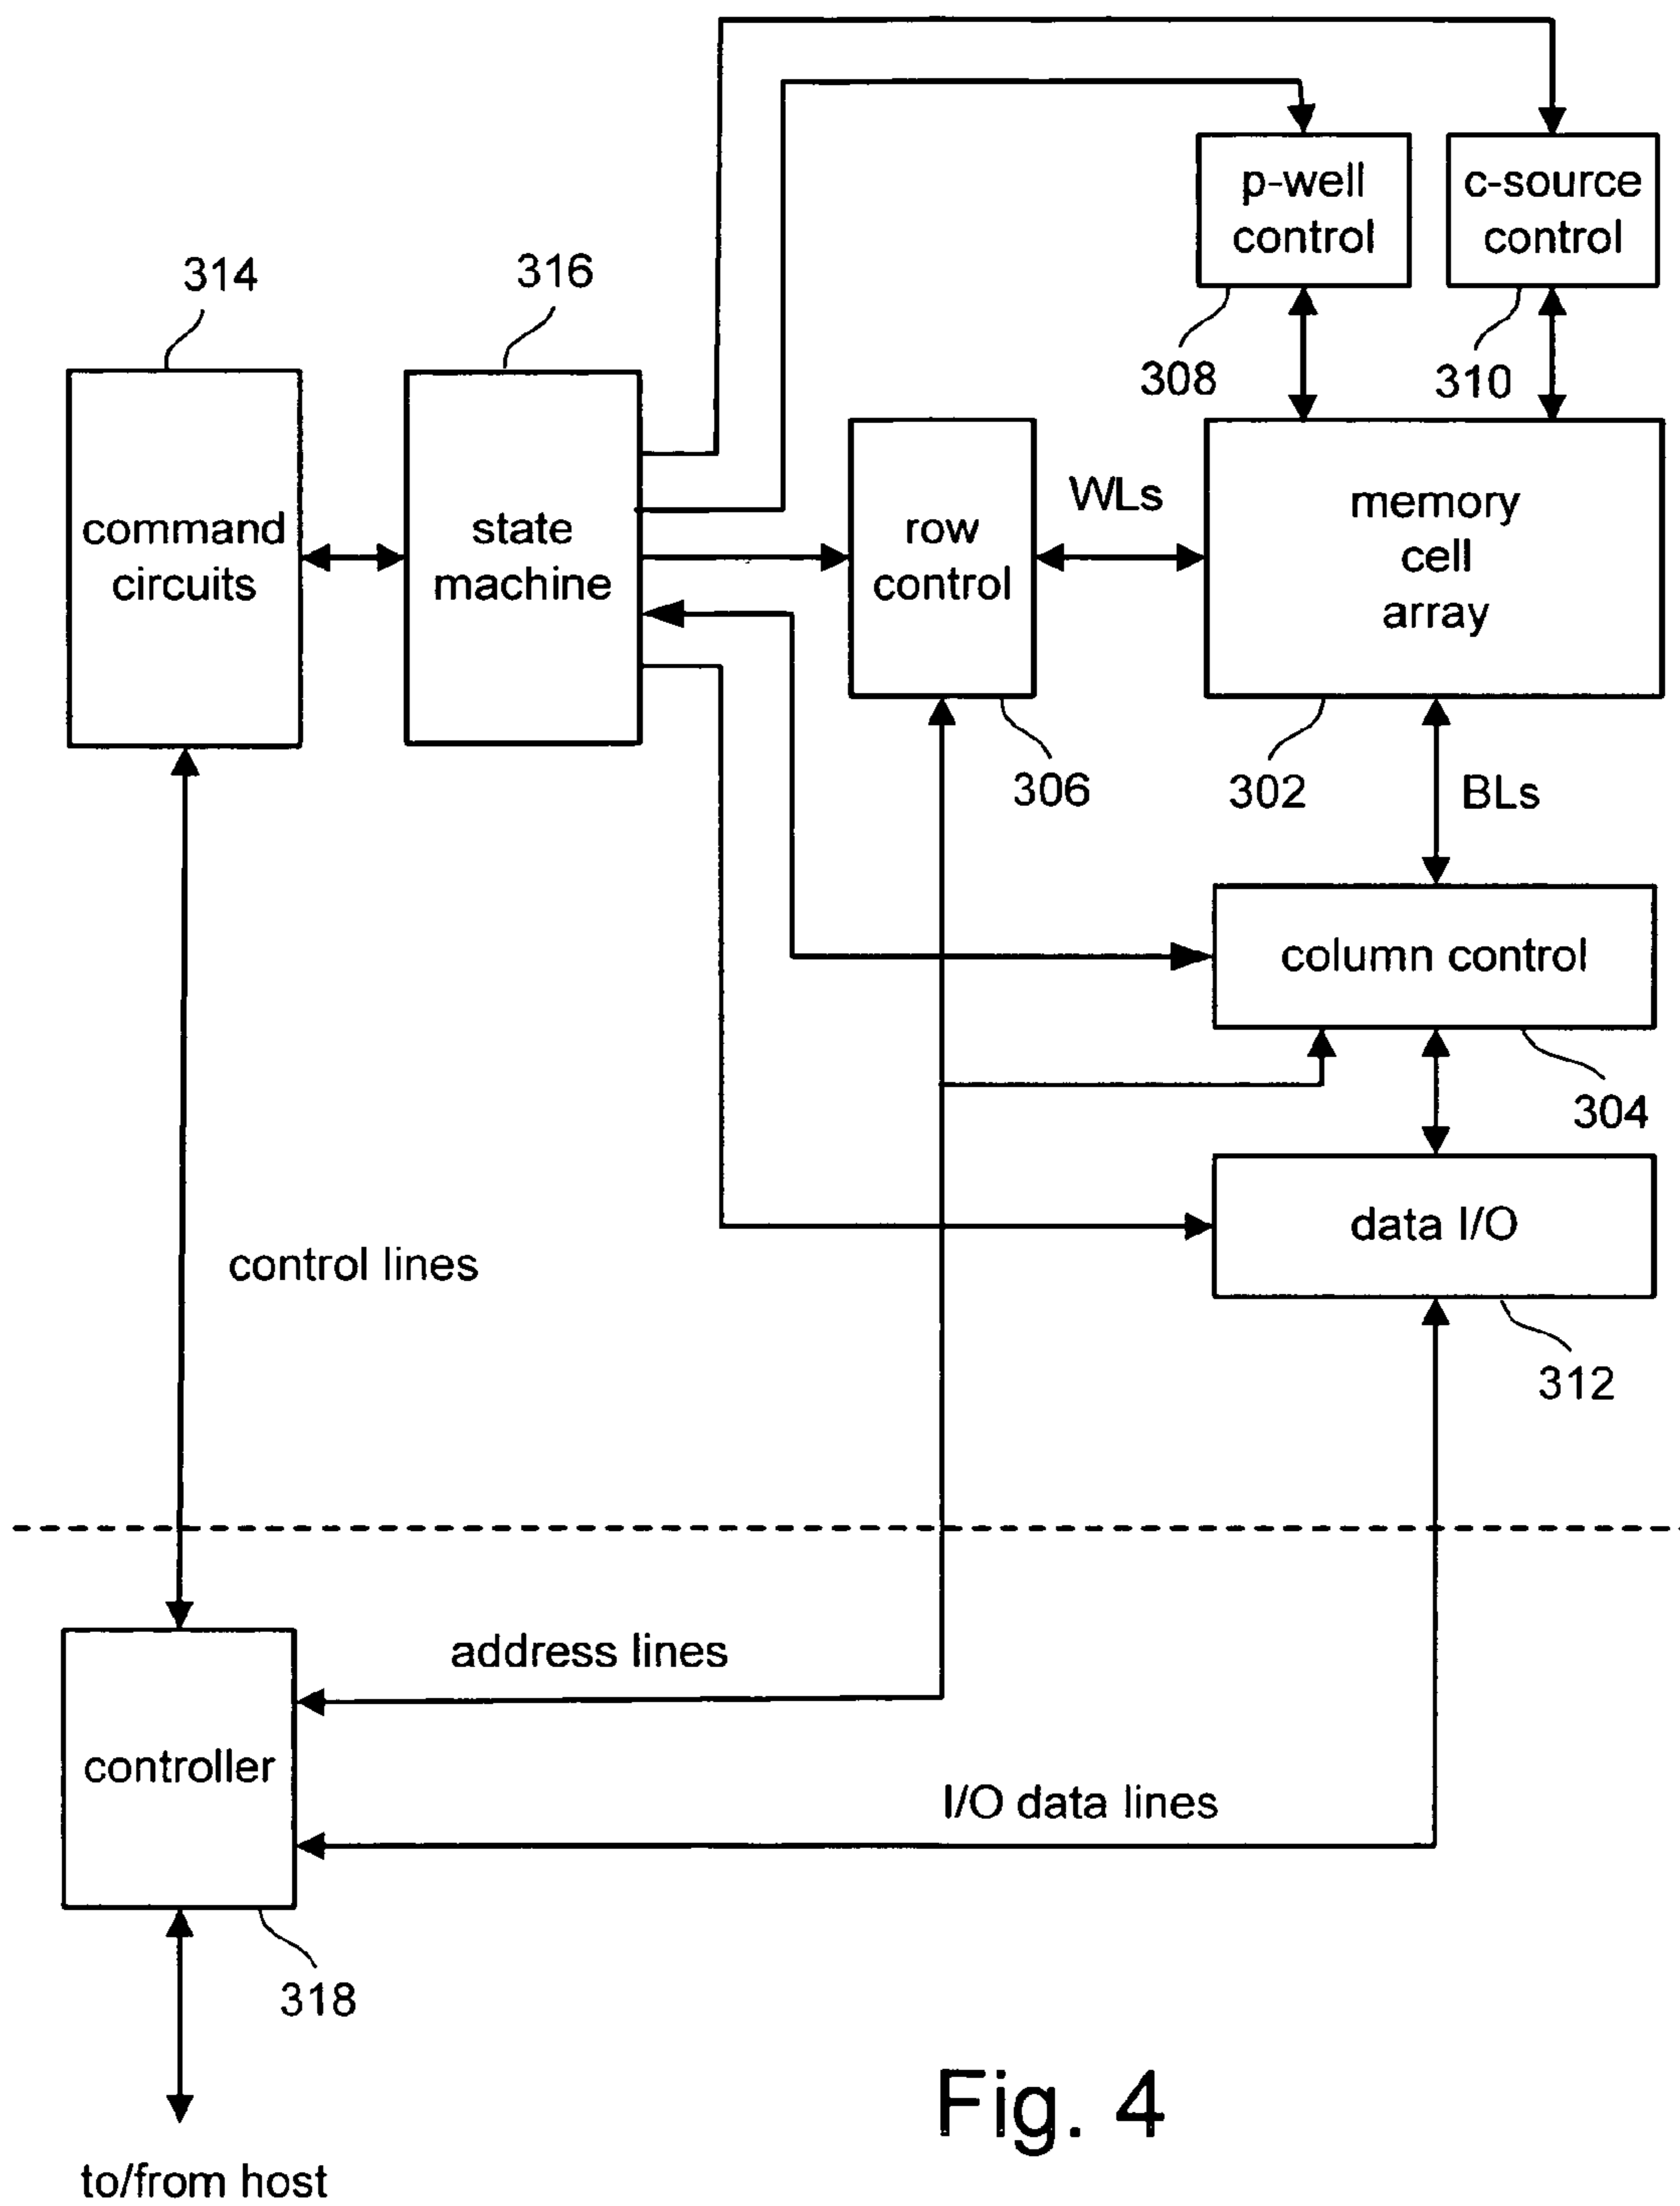 p-well
control
c-source
control
314
316
308
310
command
circuits
state
machine
row
control
WLs
memory
cell
array
306
302
BLs
column control
304
data I/O
control lines
312
address lines
controller
I/O data lines
318
Fig. 4
to/from host